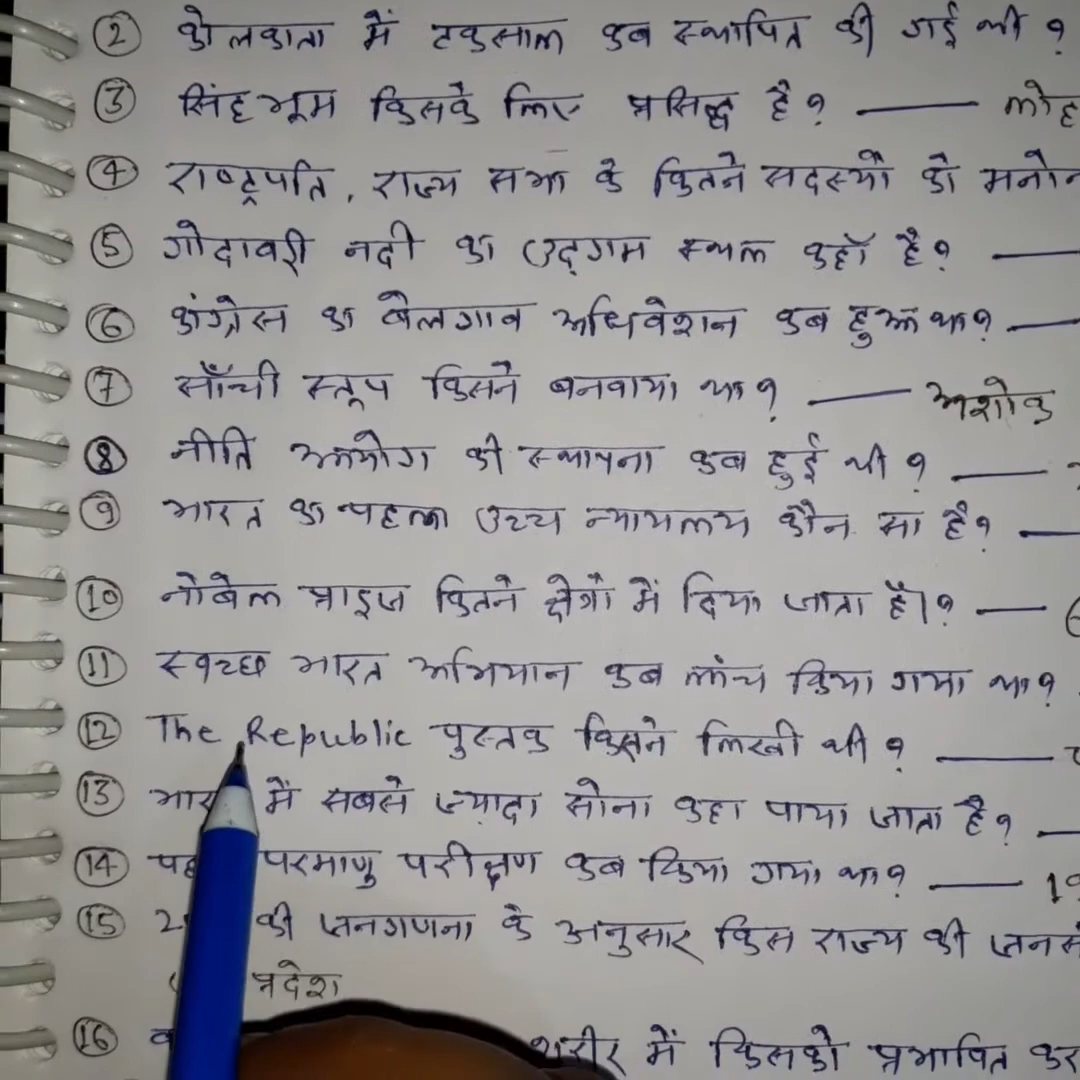 ② कोलकाता में टकसाल कब स्थापित की गई थी ?
③ सिंहभूम किसके लिए प्रसिद्ध है ? — लोह
④ राष्ट्रपति, राज्य सभा के कितने सदस्यों को मनोन
⑤ गोदावरी नदी का उद्गम स्थल कहाँ है ? —
⑥ कांग्रेस का बेलगाव अधिवेशन कब हुआ था ? —
⑦ साँची स्तूप किसने बनवाया था ? — अशोक
⑧ नीति आयोग की स्थापना कब हुई थी ? —
⑨ भारत का पहला उच्च न्यायलय कौन सा है ? —
⑩ नोबेल प्राइज कितने क्षेत्रों में दिया जाता है। ? —
⑪ स्वच्छ भारत अभियान कब लांच किया गया था ?
⑫ The Republic पुस्तक किसने लिखी थी ? —
⑬ में सबसे ज्यादा सोना कहा पाया जाता है ? —
⑭ परमाणु परीक्षण कब किया गया था ? — 19
⑮ की जनगणना के अनुसार किस राज्य की जनसं
प्रदेश
⑯ शरीर में किसको प्रभावित कर